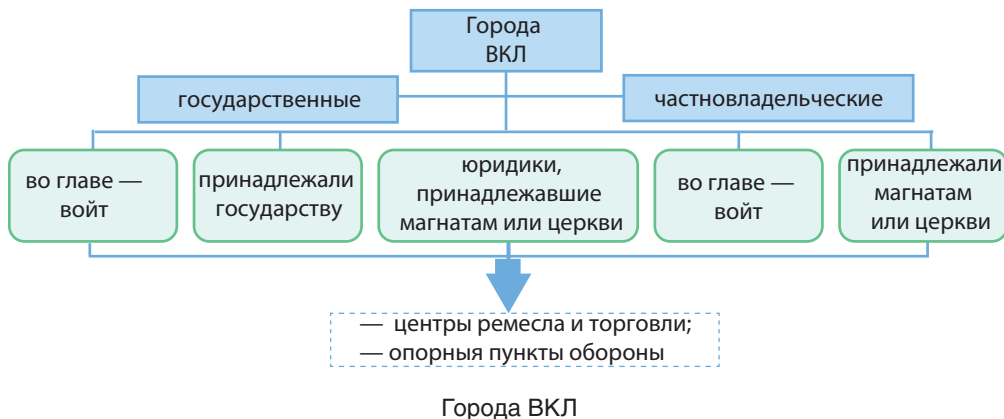 Города
ВКЛ
государственные
частновладельческие
во главе —
войт
принадлежали
государству
юридики,
принадлежавшие
магнатам или церкви
во главе —
войт
принадлежали
магнатам
или церкви
— центры ремесла и торговли;
— опорныя пункты обороны
Города ВКЛ